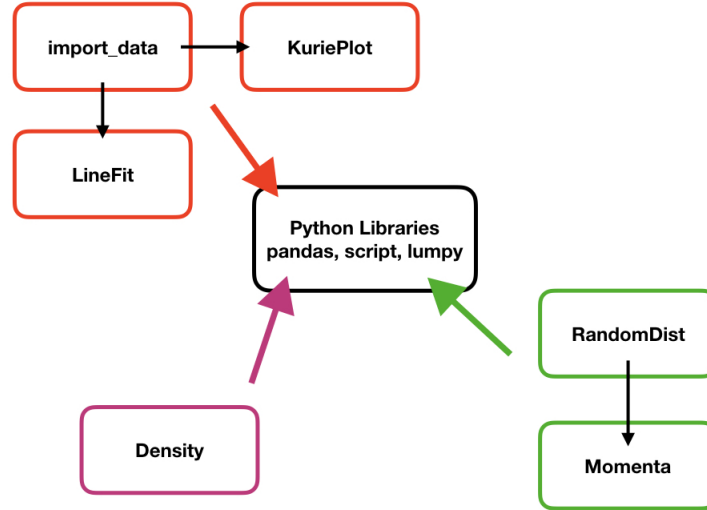 import_data
KuriePlot
LineFit
Python Libraries
pandas, script, lumpy
RandomDist
Density
Momenta